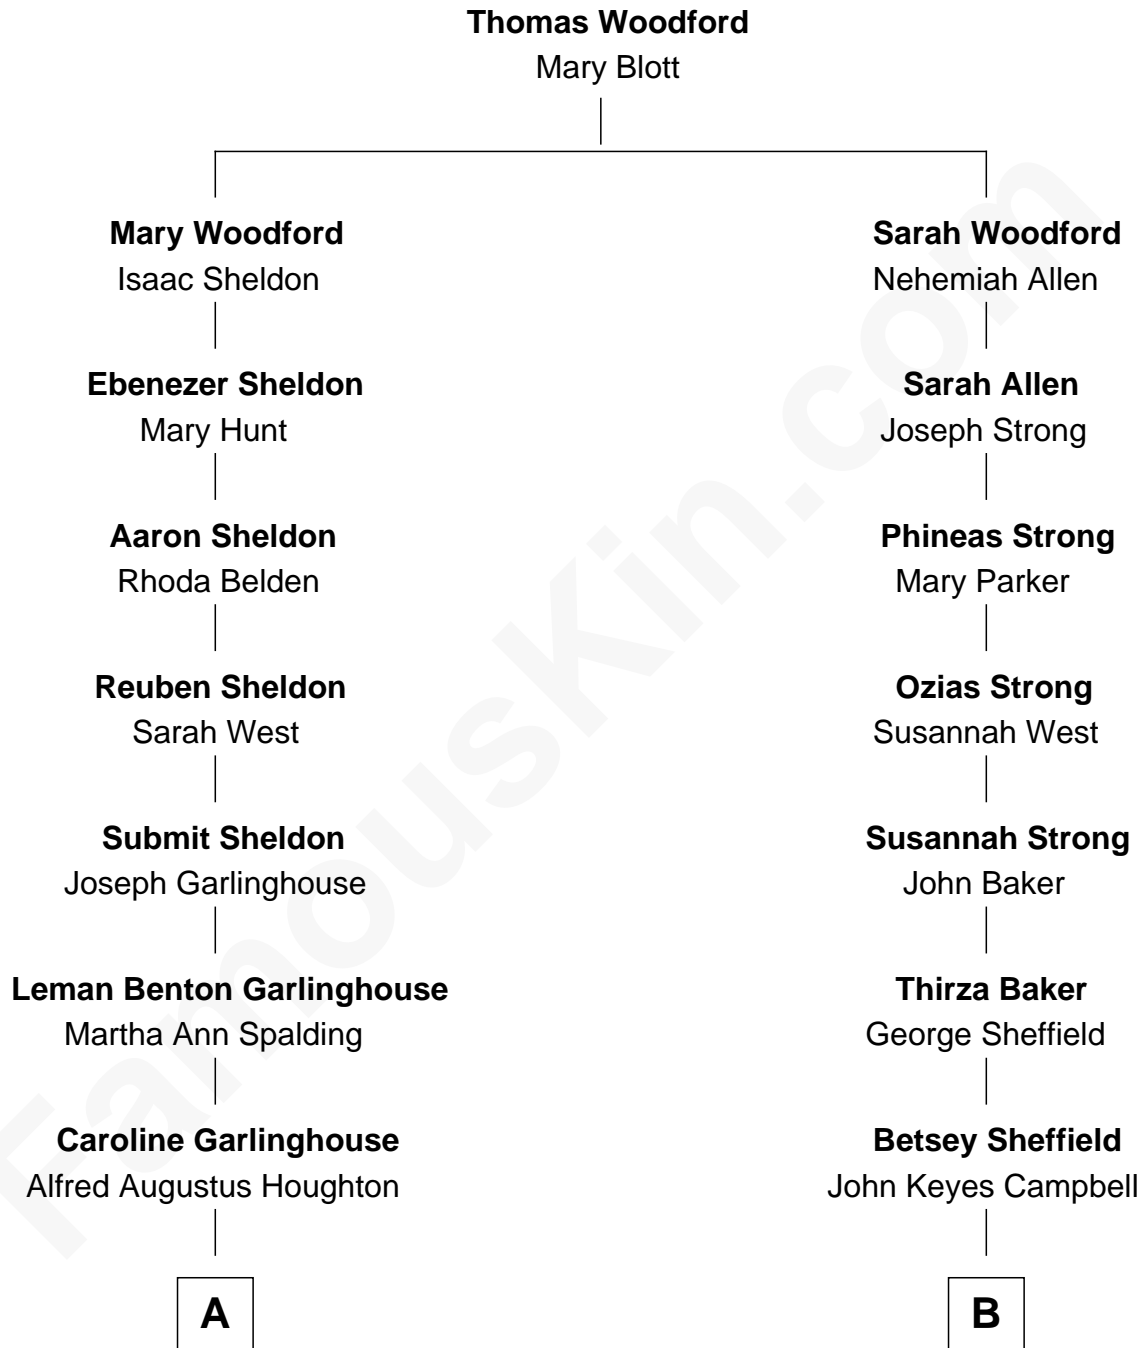 Thomas Woodford
Mary Blott
Mary Woodford
Isaac Sheldon
Ebenezer Sheldon
Mary Hunt
Aaron Sheldon
Rhoda Belden
Reuben Sheldon
Sarah West
Submit Sheldon
Joseph Garlinghouse
Leman Benton Garlinghouse
Martha Ann Spalding
Caroline Garlinghouse
Alfred Augustus Houghton
A
Sarah Woodford
Nehemiah Allen
Sarah Allen
Joseph Strong
Phineas Strong
Mary Parker
Ozias Strong
Susannah West
Susannah Strong
John Baker
Thirza Baker
George Sheffield
Betsey Sheffield
John Keyes Campbell
B
FamousKin.com